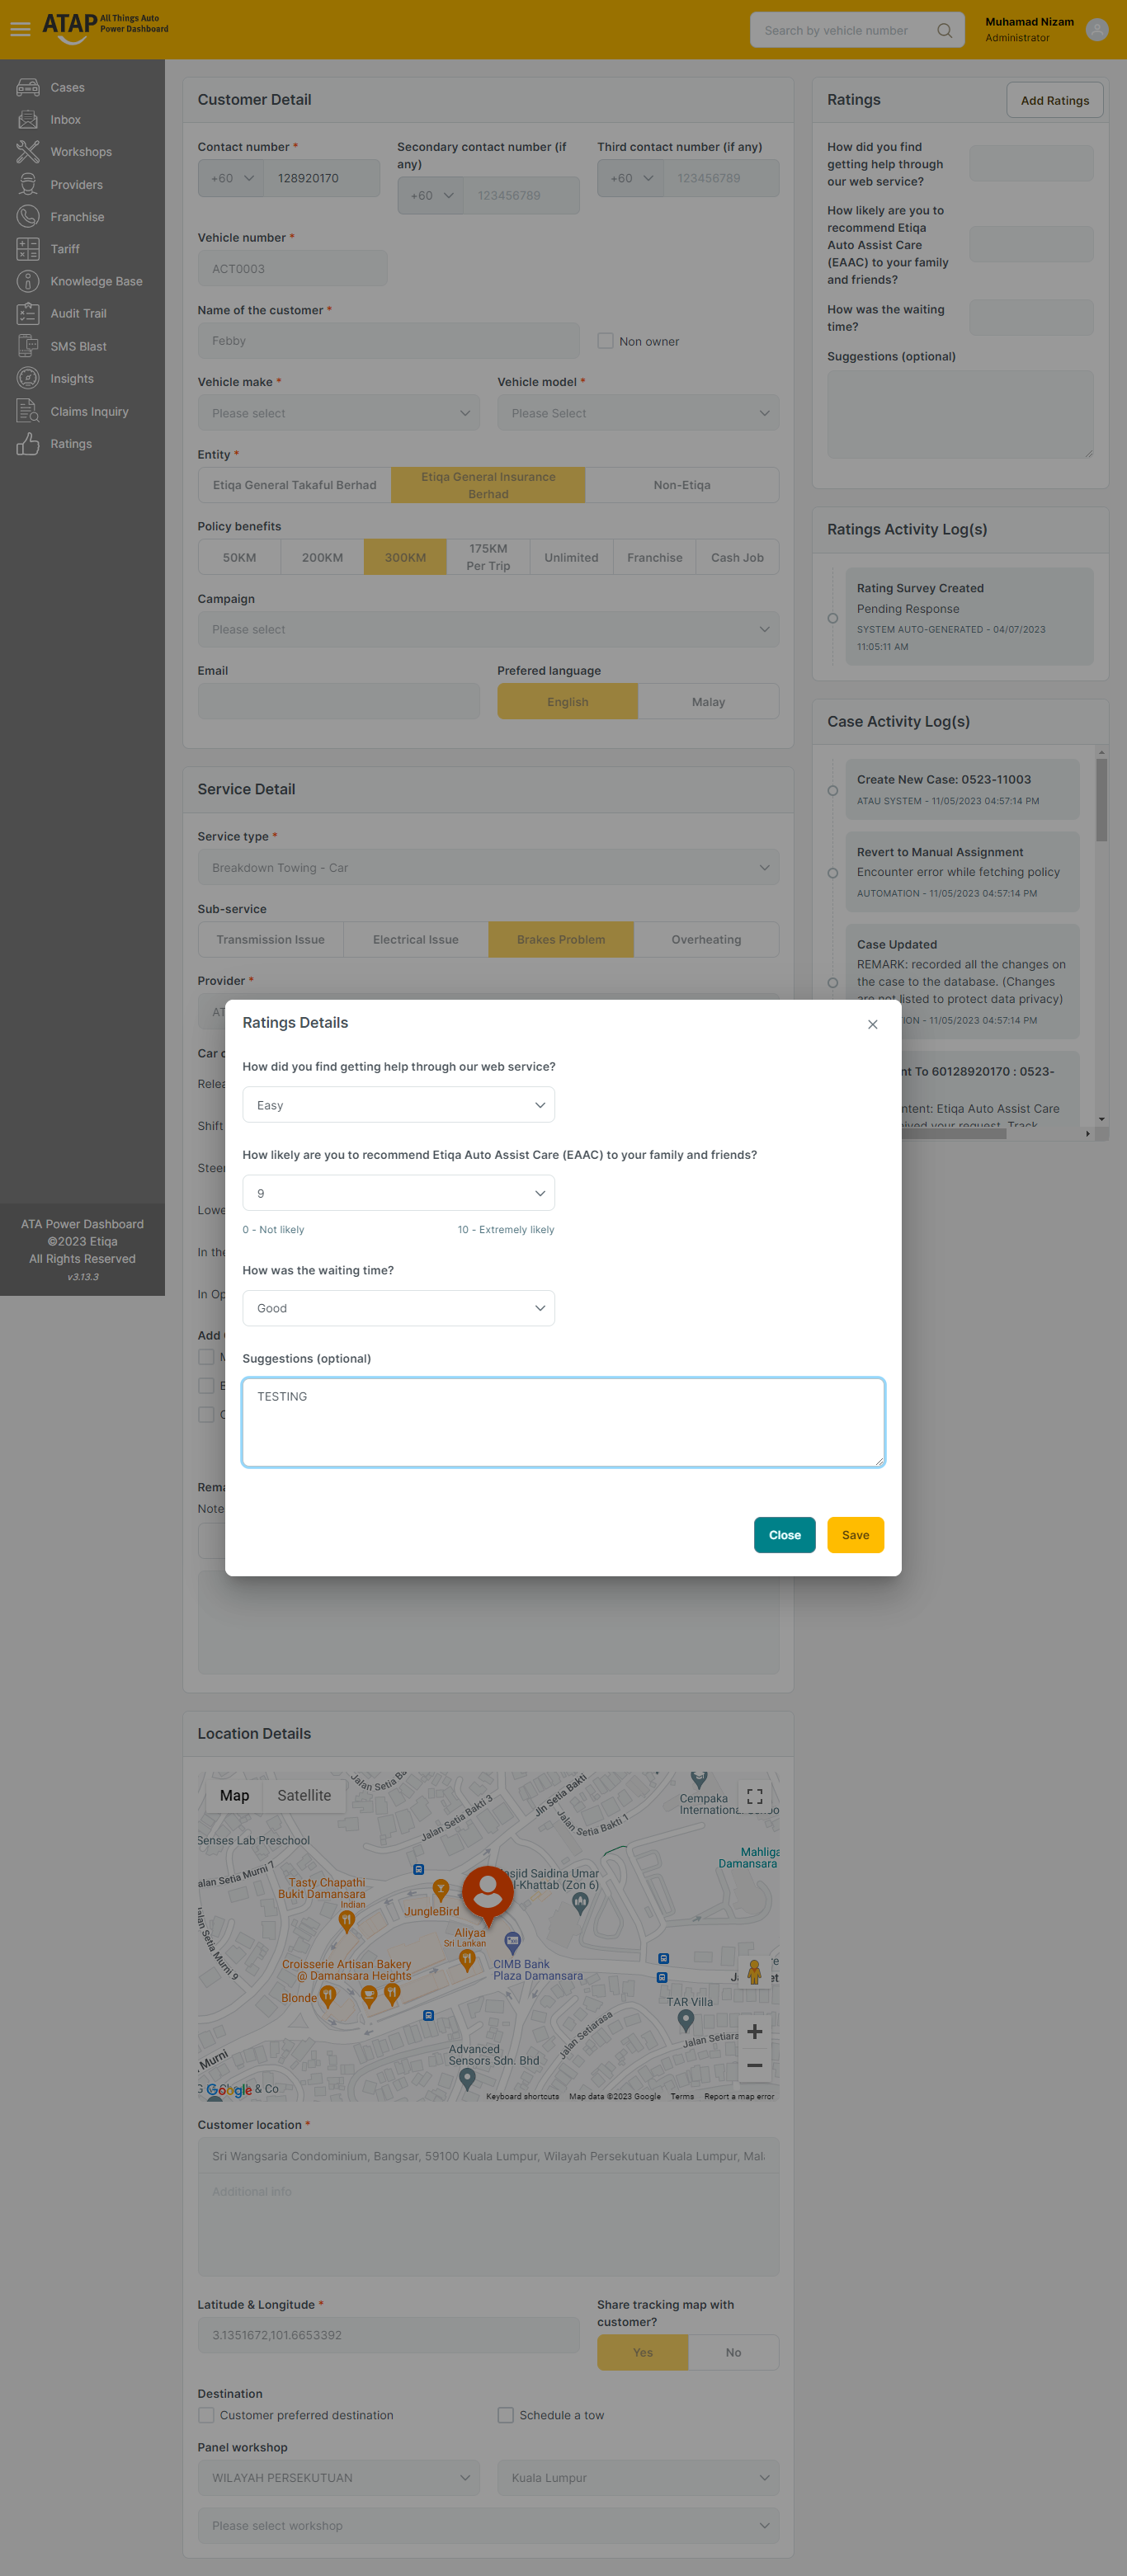 ATAP All Things Auto
Power Dashboard
Search by vehicle number
Muhamad Nizam
Administrator
Cases
Inbox
Workshops
Providers
Franchise
Tariff
Knowledge Base
Audit Trail
SMS Blast
Insights
Claims Inquiry
Ratings
ATA Power Dashboard
©2023 Etiqa
All Rights Reserved
v3.13.3
Customer Detail
Contact number *
+60 128920170
Secondary contact number (if
any)
+60 123456789
Third contact number (if any)
+60 123456789
Vehicle number *
ACT0003
Name of the customer *
Febby
Non owner
Vehicle make *
Please select
Vehicle model *
Please Select
Entity *
Etiqa General Takaful Berhad
Etiqa General Insurance
Berhad
Non-Etiqa
Policy benefits
50KM
200KM
300KM
175KM
Per Trip
Unlimited
Franchise
Cash Job
Campaign
Please select
Email
Prefered language
English
Malay
Service Detail
Service type *
Breakdown Towing - Car
Sub-service
Transmission Issue
Electrical Issue
Brakes Problem
Overheating
Provider *
AT
Car
Relea
Shift
Steer
Lowe
In the
In Op
Add
Rema
Note
Ratings
Add Ratings
How did you find
getting help through
our web service?
How likely are you to
recommend Etiqa
Auto Assist Care
(EAAC) to your family
and friends?
How was the waiting
time?
Suggestions (optional)
Ratings Activity Log(s)
Rating Survey Created
Pending Response
SYSTEM AUTO-GENERATED - 04/07/2023
11:05:11 AM
Case Activity Log(s)
Create New Case: 0523-11003
ATAU SYSTEM - 11/05/2023 04:57:14 PM
Revert to Manual Assignment
Encounter error while fetching policy
AUTOMATION - 11/05/2023 04:57:14 PM
Case Updated
REMARK: recorded all the changes on
the case to the database. (Changes
are not listed to protect data privacy)
ION - 11/05/2023 04:57:14 PM
nt To 60128920170 : 0523-
ntent: Etiqa Auto Assist Care
ived your request. Track
Ratings Details
How did you find getting help through our web service?
Easy
How likely are you to recommend Etiqa Auto Assist Care (EAAC) to your family and friends?
9
0 - Not likely
10 - Extremely likely
How was the waiting time?
Good
Suggestions (optional)
TESTING
Close
Save
Location Details
Map
Satellite
Jalan Setia Ba
Jln Setia Bakti
Jalan Setia Bakti 3
Jalan Setia Bakti 1
Cempaka
International Schoo
Senses Lab Preschool
Mahliga
Damansara
alan Setia Murni 7
Tasty Chapathi
Bukit Damansara
Indian
asjid Saidina Umar
l-Khattab (Zon 6)
JungleBird
Aliyaa
Sri Lankan
alan Setia Murni 9
Croisserie Artisan Bakery
@ Damansara Heights
CIMB Bank
Plaza Damansara
Blonde
TAR Villa
Jalan Setiarasa
Jalan Setiara
Advanced
Sensors Sdn. Bhd
Murni
Google
k & Co
Keyboard shortcuts
Map data ©2023 Google
Terms
Report a map error
Customer location *
Sri Wangsaria Condominium, Bangsar, 59100 Kuala Lumpur, Wilayah Persekutuan Kuala Lumpur, Mal
Additional info
Latitude & Longitude *
3.1351672,101.6653392
Share tracking map with
customer?
Yes
No
Destination
Customer preferred destination
Schedule a tow
Panel workshop
WILAYAH PERSEKUTUAN
Kuala Lumpur
Please select workshop